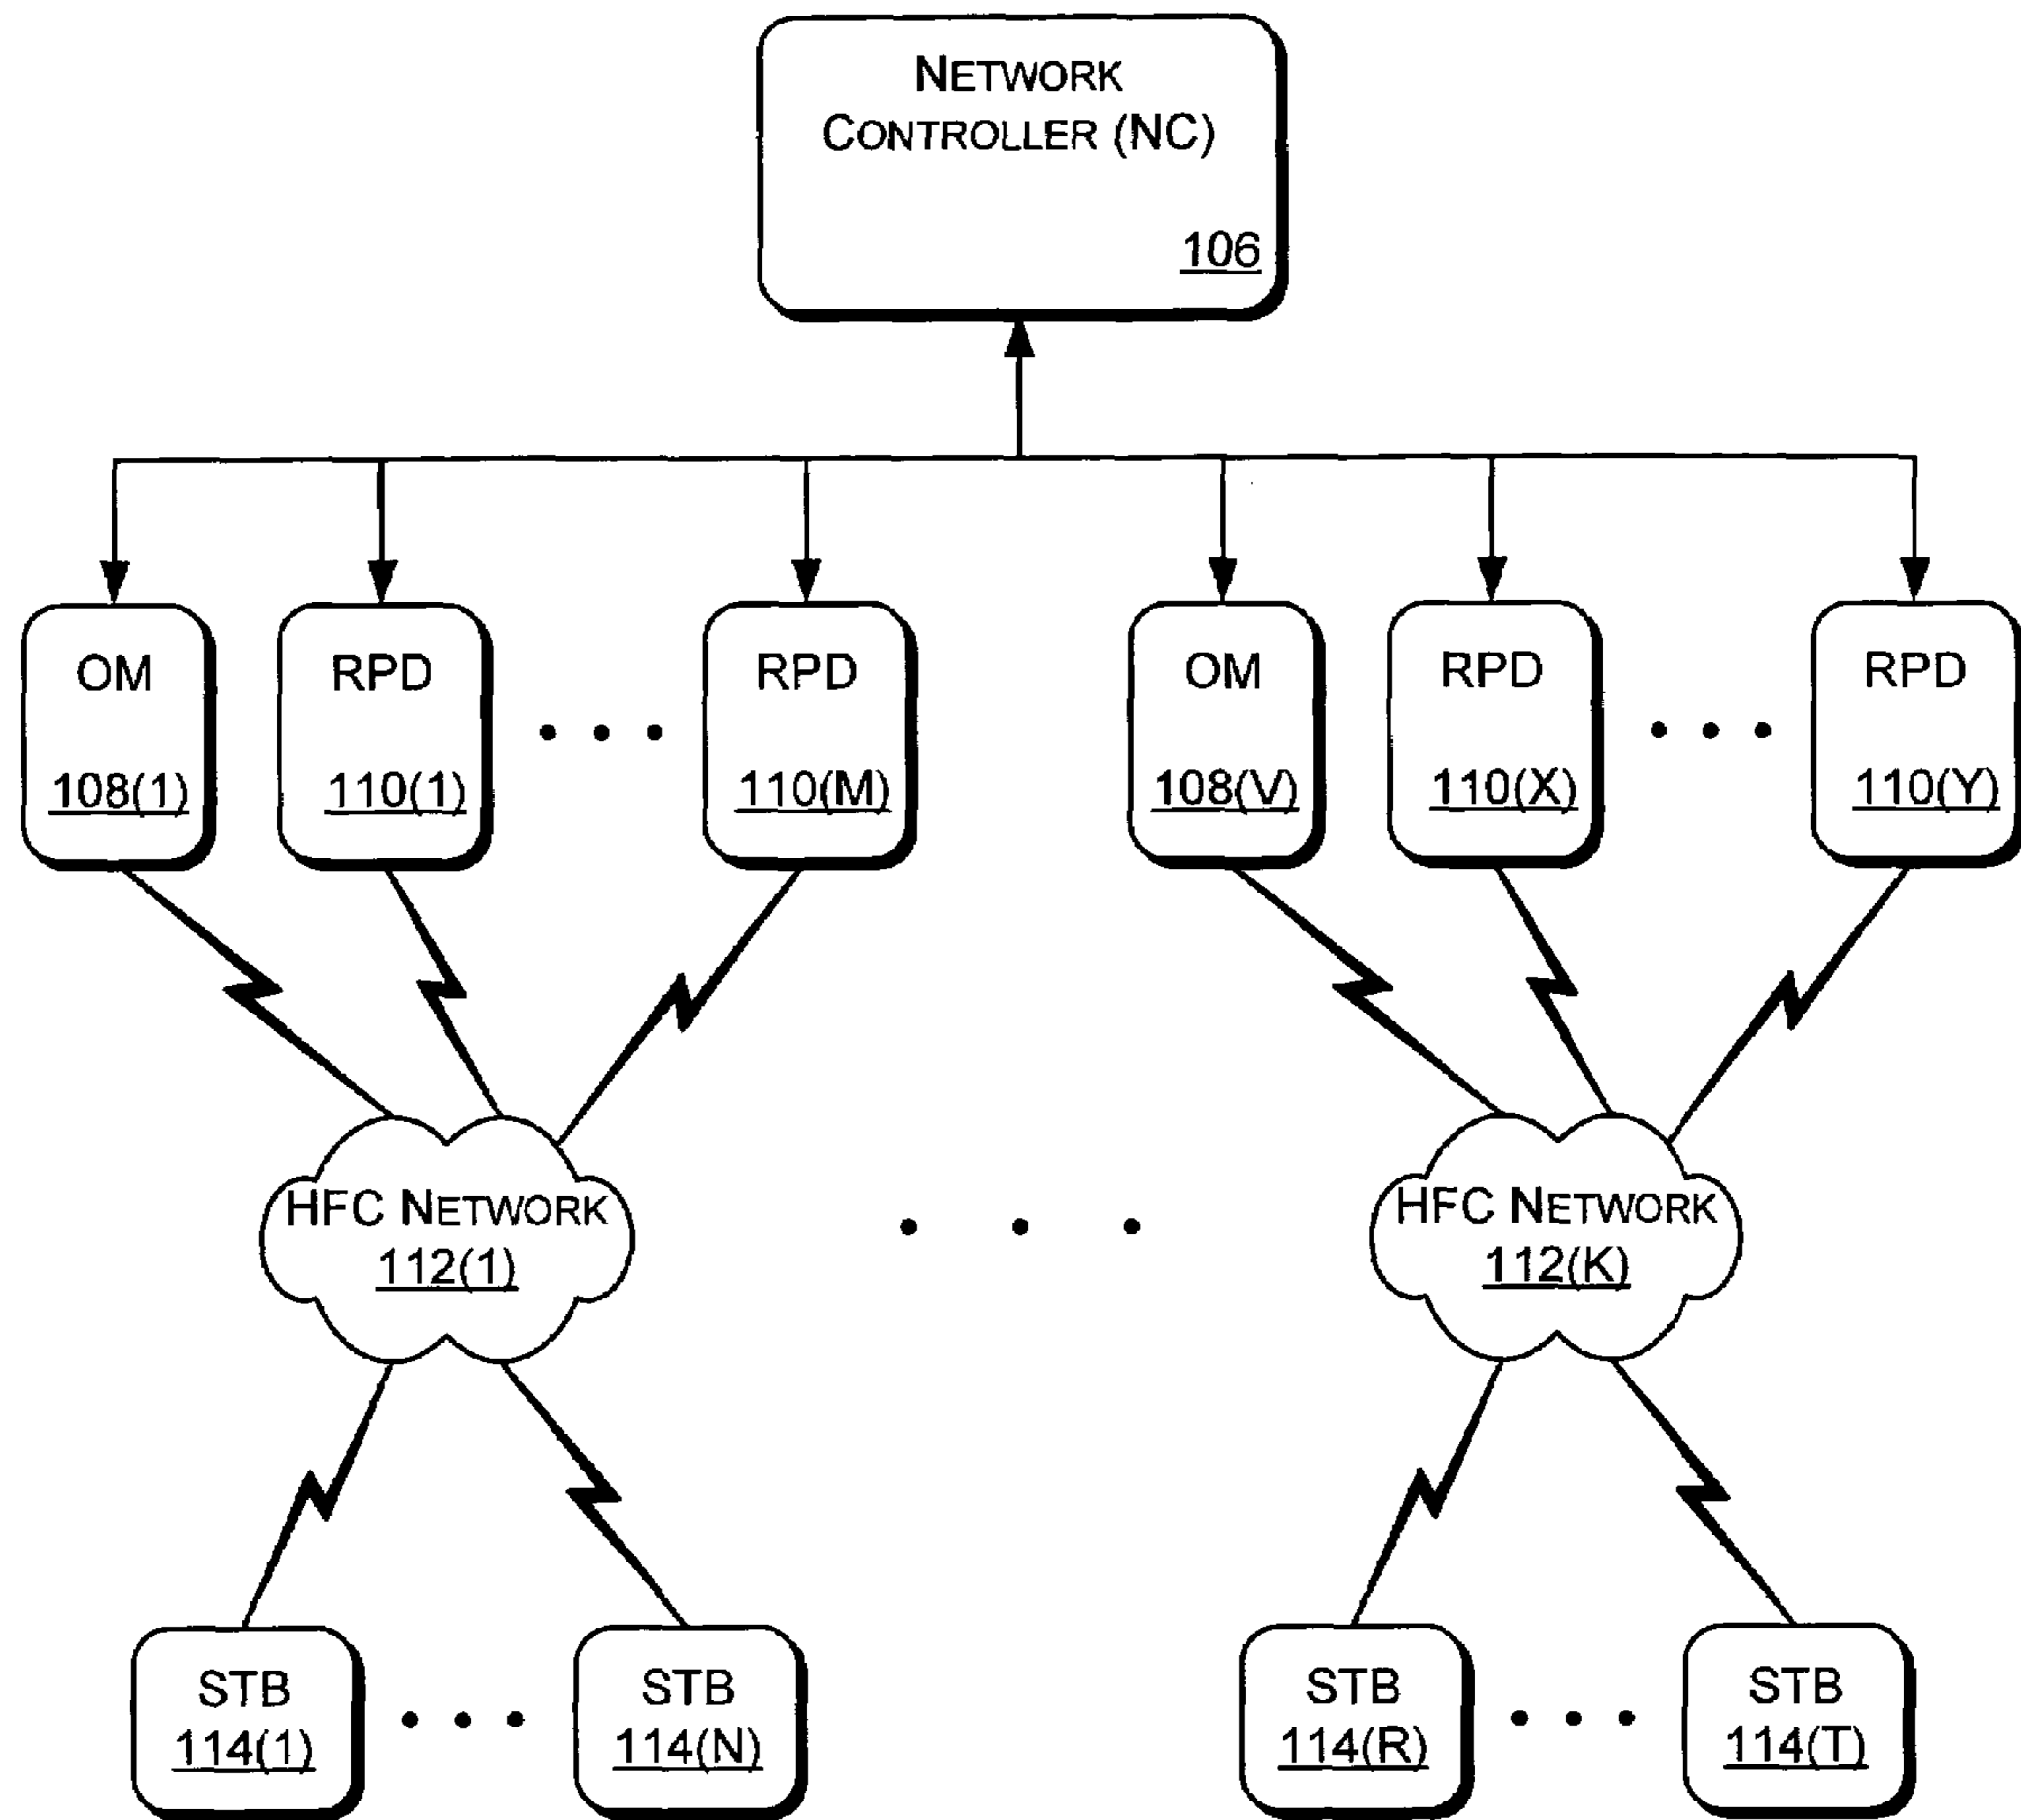 NETWORK
CONTROLLER (NC)
106
OM
108(1)
RPD
110(1)
RPD
110(M)
OM
108(V)
RPD
110(X)
RPD
110(Y)
HFC NETWORK
112(1)
HFC NETWORK
112(K)
STB
114(1)
STB
114(N)
STB
114(R)
STB
114(T)